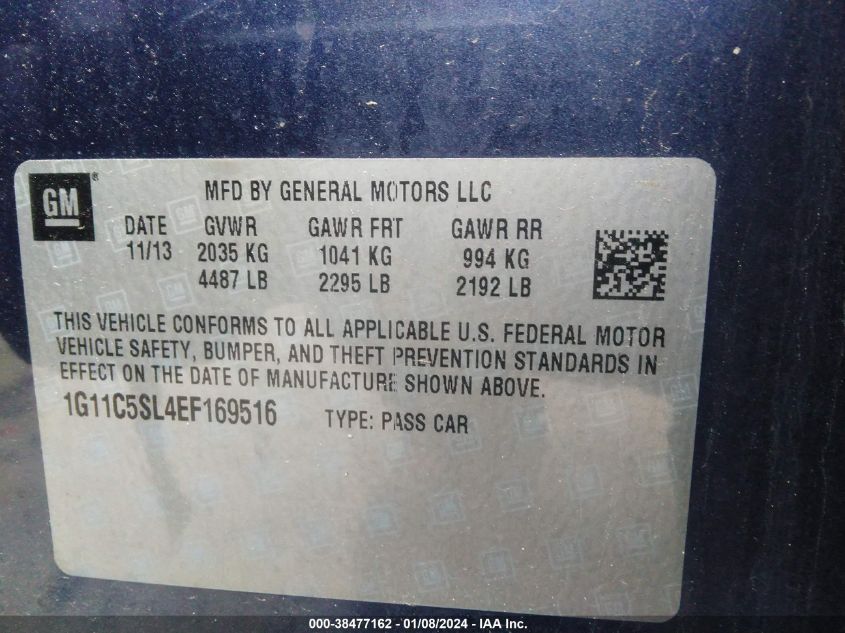 GM ®
MFD BY GENERAL MOTORS LLC
DATE GVWR GAWR FRT GAWR RR
11/13 2035 KG 1041 KG 994 KG
4487 LB 2295 LB 2192 LB
THIS VEHICLE CONFORMS TO ALL APPLICABLE U.S. FEDERAL MOTOR
VEHICLE SAFETY, BUMPER, AND THEFT PREVENTION STANDARDS IN
EFFECT ON THE DATE OF MANUFACTURE SHOWN ABOVE.
1G11C5SL4EF169516 TYPE: PASS CAR
000-38477162 - 01/08/2024 - IAA Inc.